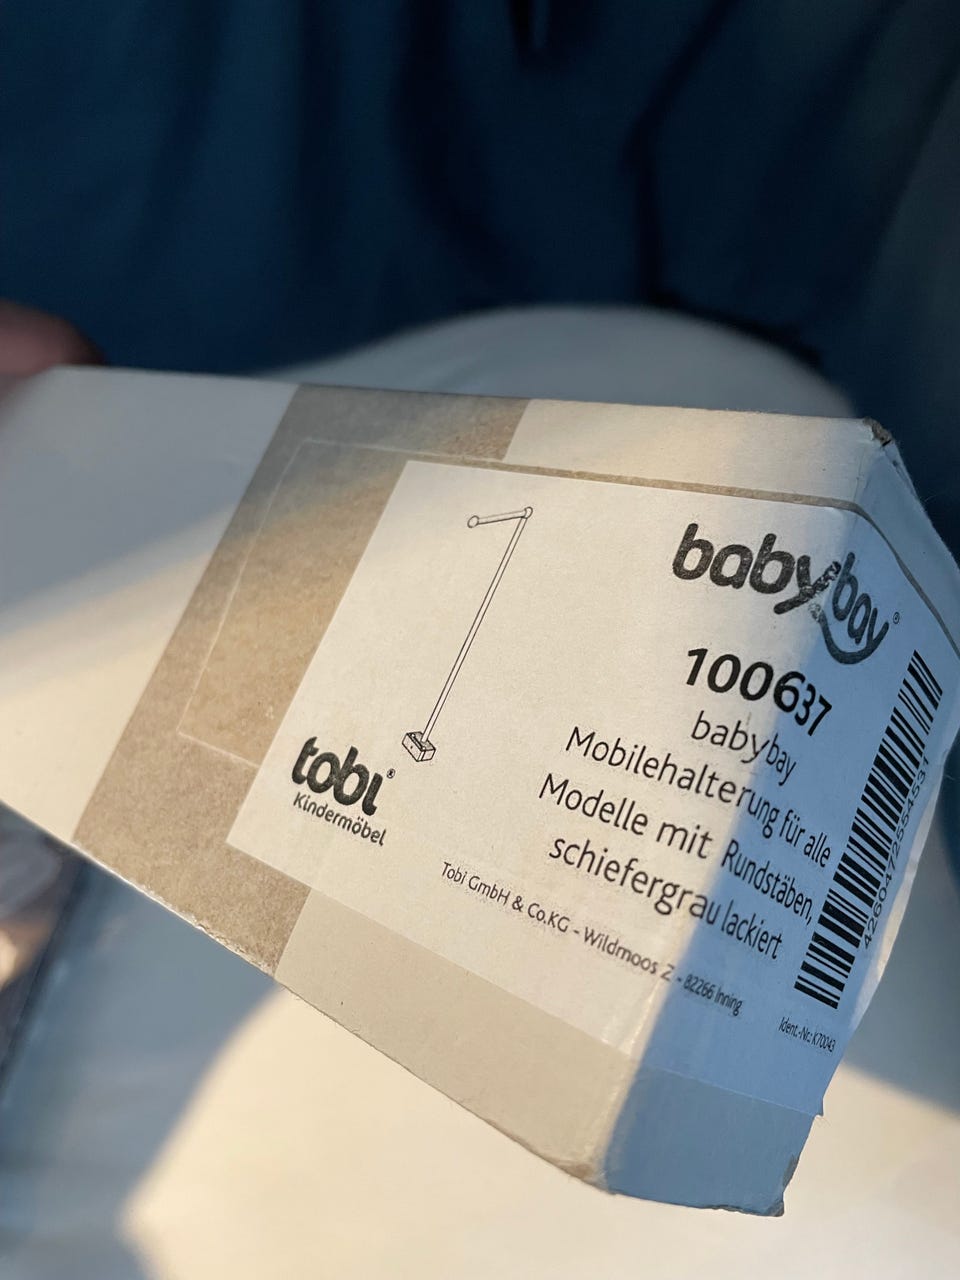 babybay®
100637
babybay
Mobilehalterung für alle
Modelle mit Rundstäben,
schiefergrau lackiert
tobi®
Kindermöbel
Tobi GmbH & Co.KG - Wildmoos 2 - 82266 Inning
Ident.-Nr.: K70043